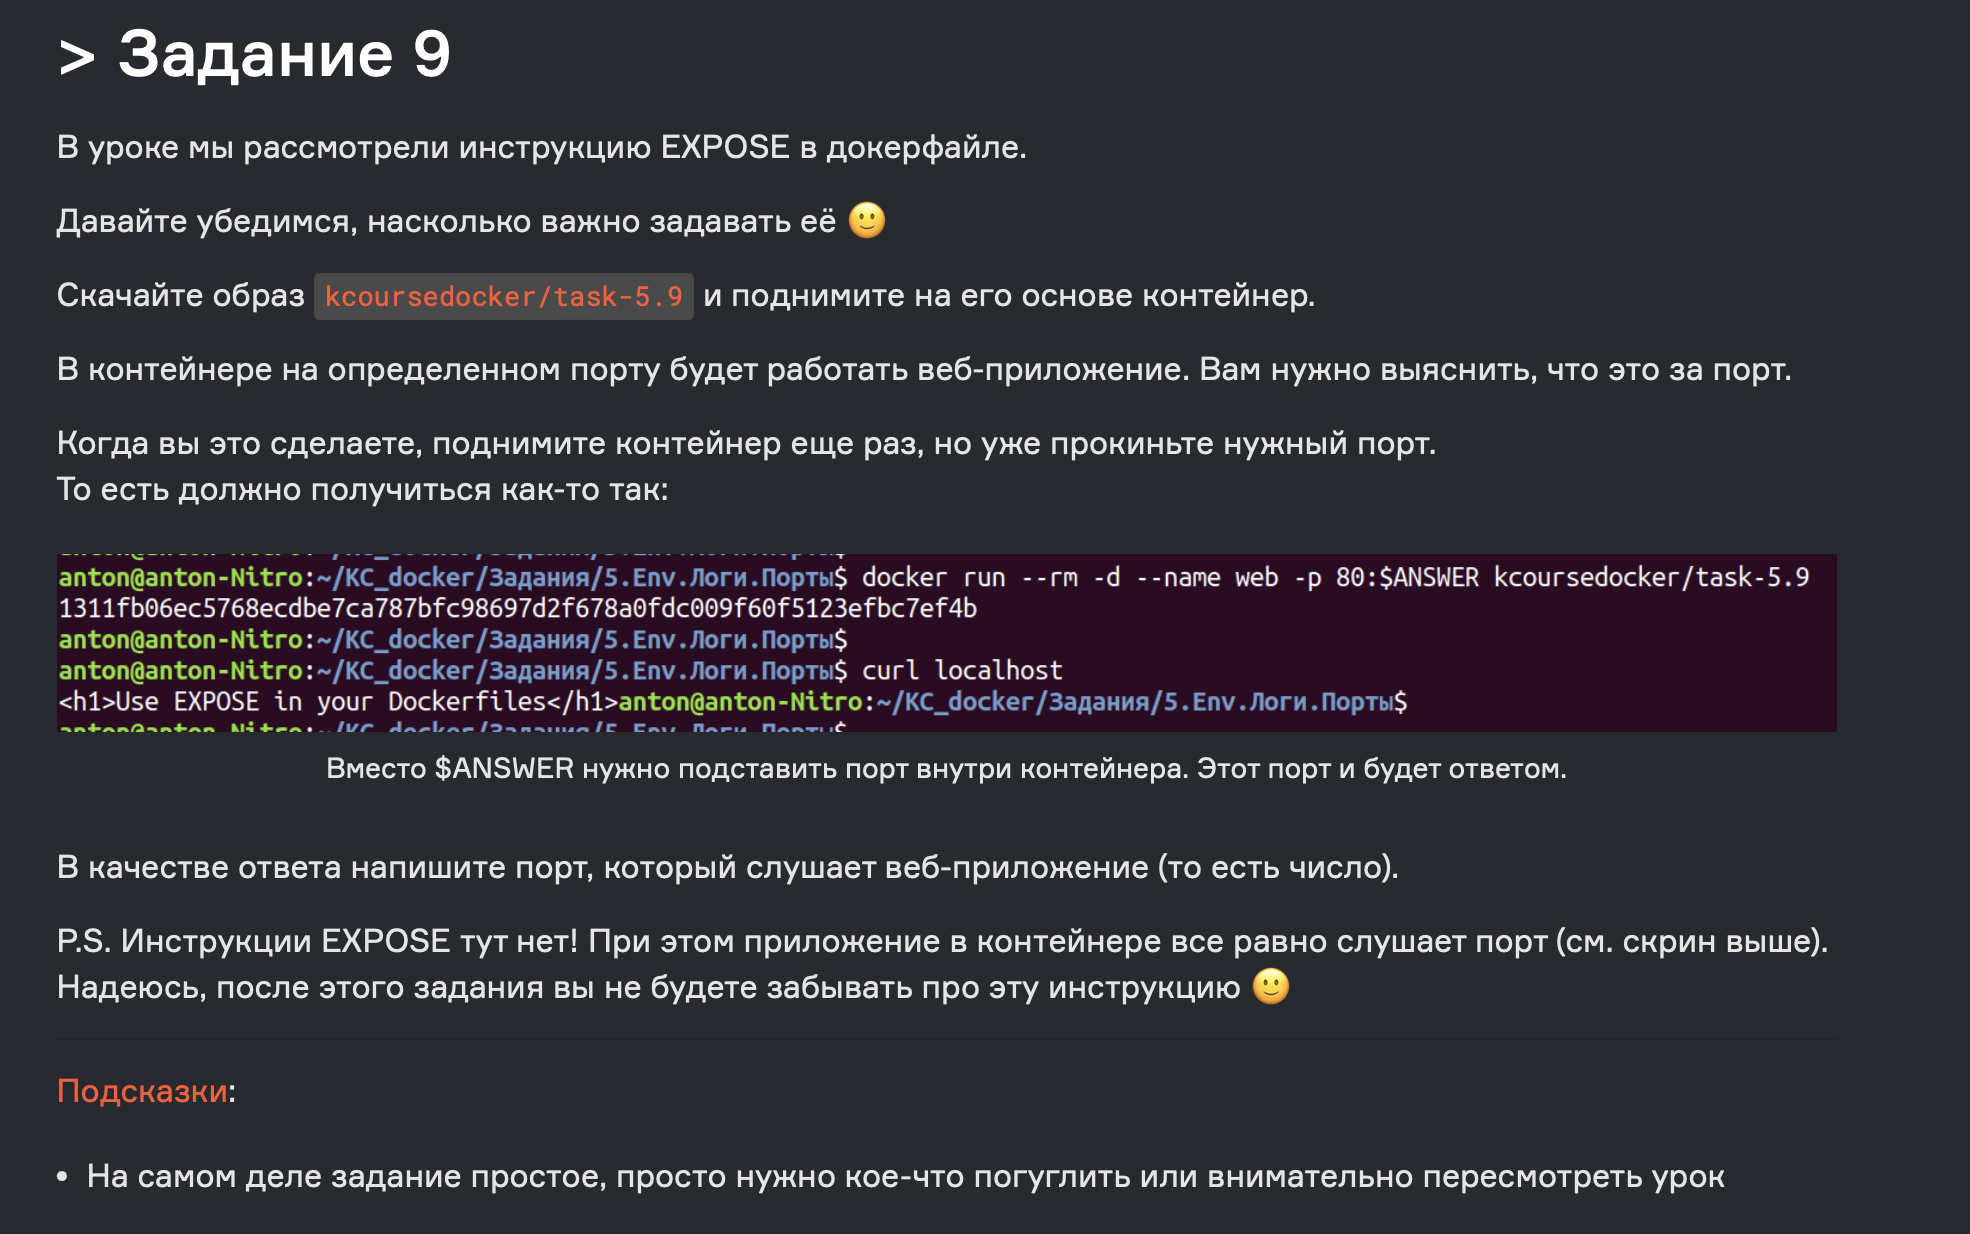 > Задание 9
В уроке мы рассмотрели инструкцию EXPOSE в докерфайле.
Давайте убедимся, насколько важно задавать её 🙂
Скачайте образ kcoursedocker/task-5.9 и поднимите на его основе контейнер.
В контейнере на определенном порту будет работать веб-приложение. Вам нужно выяснить, что это за порт.
Когда вы это сделаете, поднимите контейнер еще раз, но уже прокиньте нужный порт.
То есть должно получиться как-то так:
anton@anton-Nitro:~/KC_docker/Задания/5.Env.Логи.Порты$ docker run --rm -d --name web -p 80:$ANSWER kcoursedocker/task-5.9
1311fb06ec5768ecdbe7ca787bfc98697d2f678a0fdc009f60f5123efbc7ef4b
anton@anton-Nitro:~/KC_docker/Задания/5.Env.Логи.Порты$
anton@anton-Nitro:~/KC_docker/Задания/5.Env.Логи.Порты$ curl localhost
<h1>Use EXPOSE in your Dockerfiles</h1>anton@anton-Nitro:~/KC_docker/Задания/5.Env.Логи.Порты$
Вместо $ANSWER нужно подставить порт внутри контейнера. Этот порт и будет ответом.
В качестве ответа напишите порт, который слушает веб-приложение (то есть число).
P.S. Инструкции EXPOSE тут нет! При этом приложение в контейнере все равно слушает порт (см. скрин выше).
Надеюсь, после этого задания вы не будете забывать про эту инструкцию 🙂
Подсказки:
• На самом деле задание простое, просто нужно кое-что погуглить или внимательно пересмотреть урок